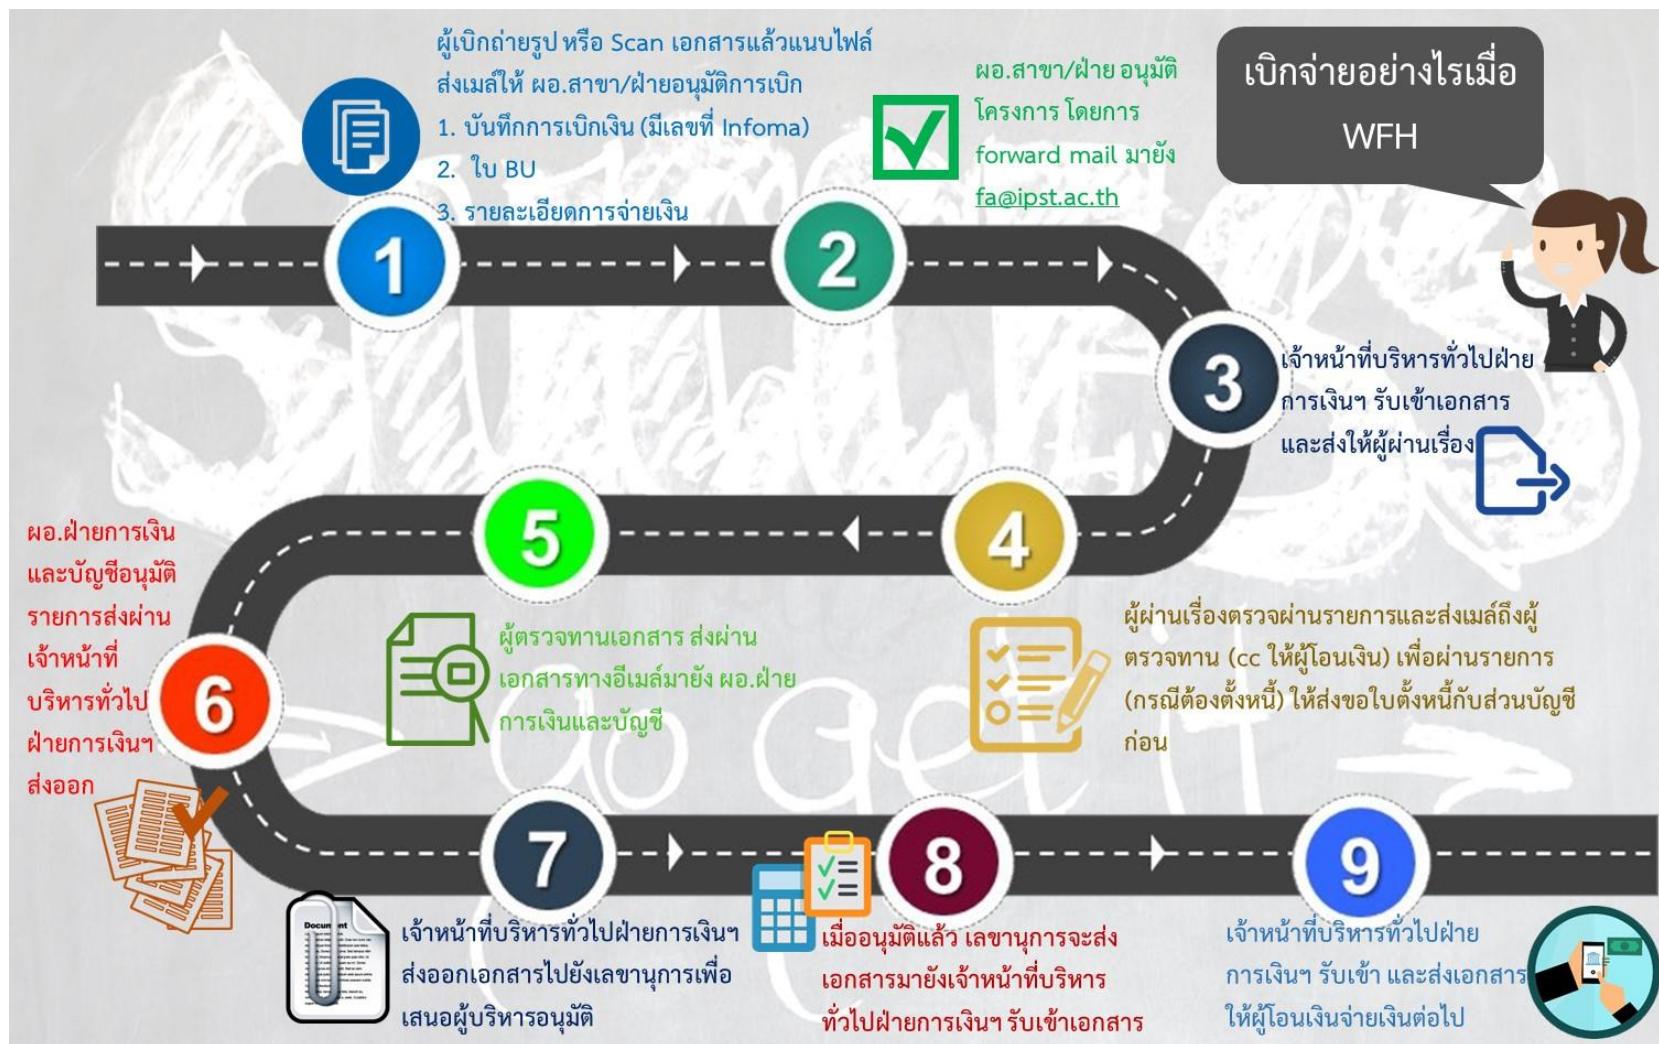 เบิกจ่ายอย่างไรเมื่อ
WFH
ผู้เบิกถ่ายรูป หรือ Scan เอกสารแล้วแนบไฟล์
ส่งเมล์ให้ ผอ.สาขา/ฝ่ายอนุมัติการเบิก
1. บันทึกการเบิกเงิน (มีเลขที่ Infoma)
2. ใบ BU
3. รายละเอียดการจ่ายเงิน
1
ผอ.สาขา/ฝ่าย อนุมัติ
โครงการ โดยการ
forward mail มายัง
fa@ipst.ac.th
2
3
เจ้าหน้าที่บริหารทั่วไปฝ่าย
การเงินฯ รับเข้าเอกสาร
และส่งให้ผู้ผ่านเรื่อง
4
ผู้ผ่านเรื่องตรวจผ่านรายการและส่งเมล์ถึงผู้
ตรวจทาน (cc ให้ผู้โอนเงิน) เพื่อผ่านรายการ
(กรณีต้องตั้งหนี้) ให้ส่งขอใบตั้งหนี้กับส่วนบัญชี
ก่อน
5
ผู้ตรวจทานเอกสาร ส่งผ่าน
เอกสารทางอีเมล์มายัง ผอ.ฝ่าย
การเงินและบัญชี
ผอ.ฝ่ายการเงิน
และบัญชีอนุมัติ
รายการส่งผ่าน
เจ้าหน้าที่
บริหารทั่วไป
ฝ่ายการเงินฯ
ส่งออก
6
7
Document
เจ้าหน้าที่บริหารทั่วไปฝ่ายการเงินฯ
ส่งออกเอกสารไปยังเลขานุการเพื่อ
เสนอผู้บริหารอนุมัติ
8
เมื่ออนุมัติแล้ว เลขานุการจะส่ง
เอกสารมายังเจ้าหน้าที่บริหาร
ทั่วไปฝ่ายการเงินฯ รับเข้าเอกสาร
9
เจ้าหน้าที่บริหารทั่วไปฝ่าย
การเงินฯ รับเข้า และส่งเอกสาร
ให้ผู้โอนเงินจ่ายเงินต่อไป
go get it